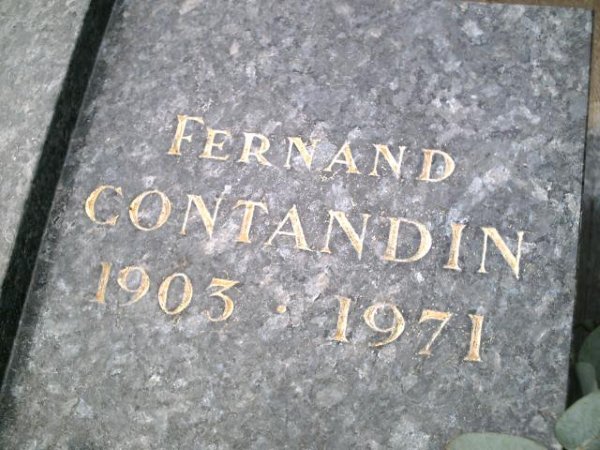 FERNAND
CONTANDIN
1903 · 1971